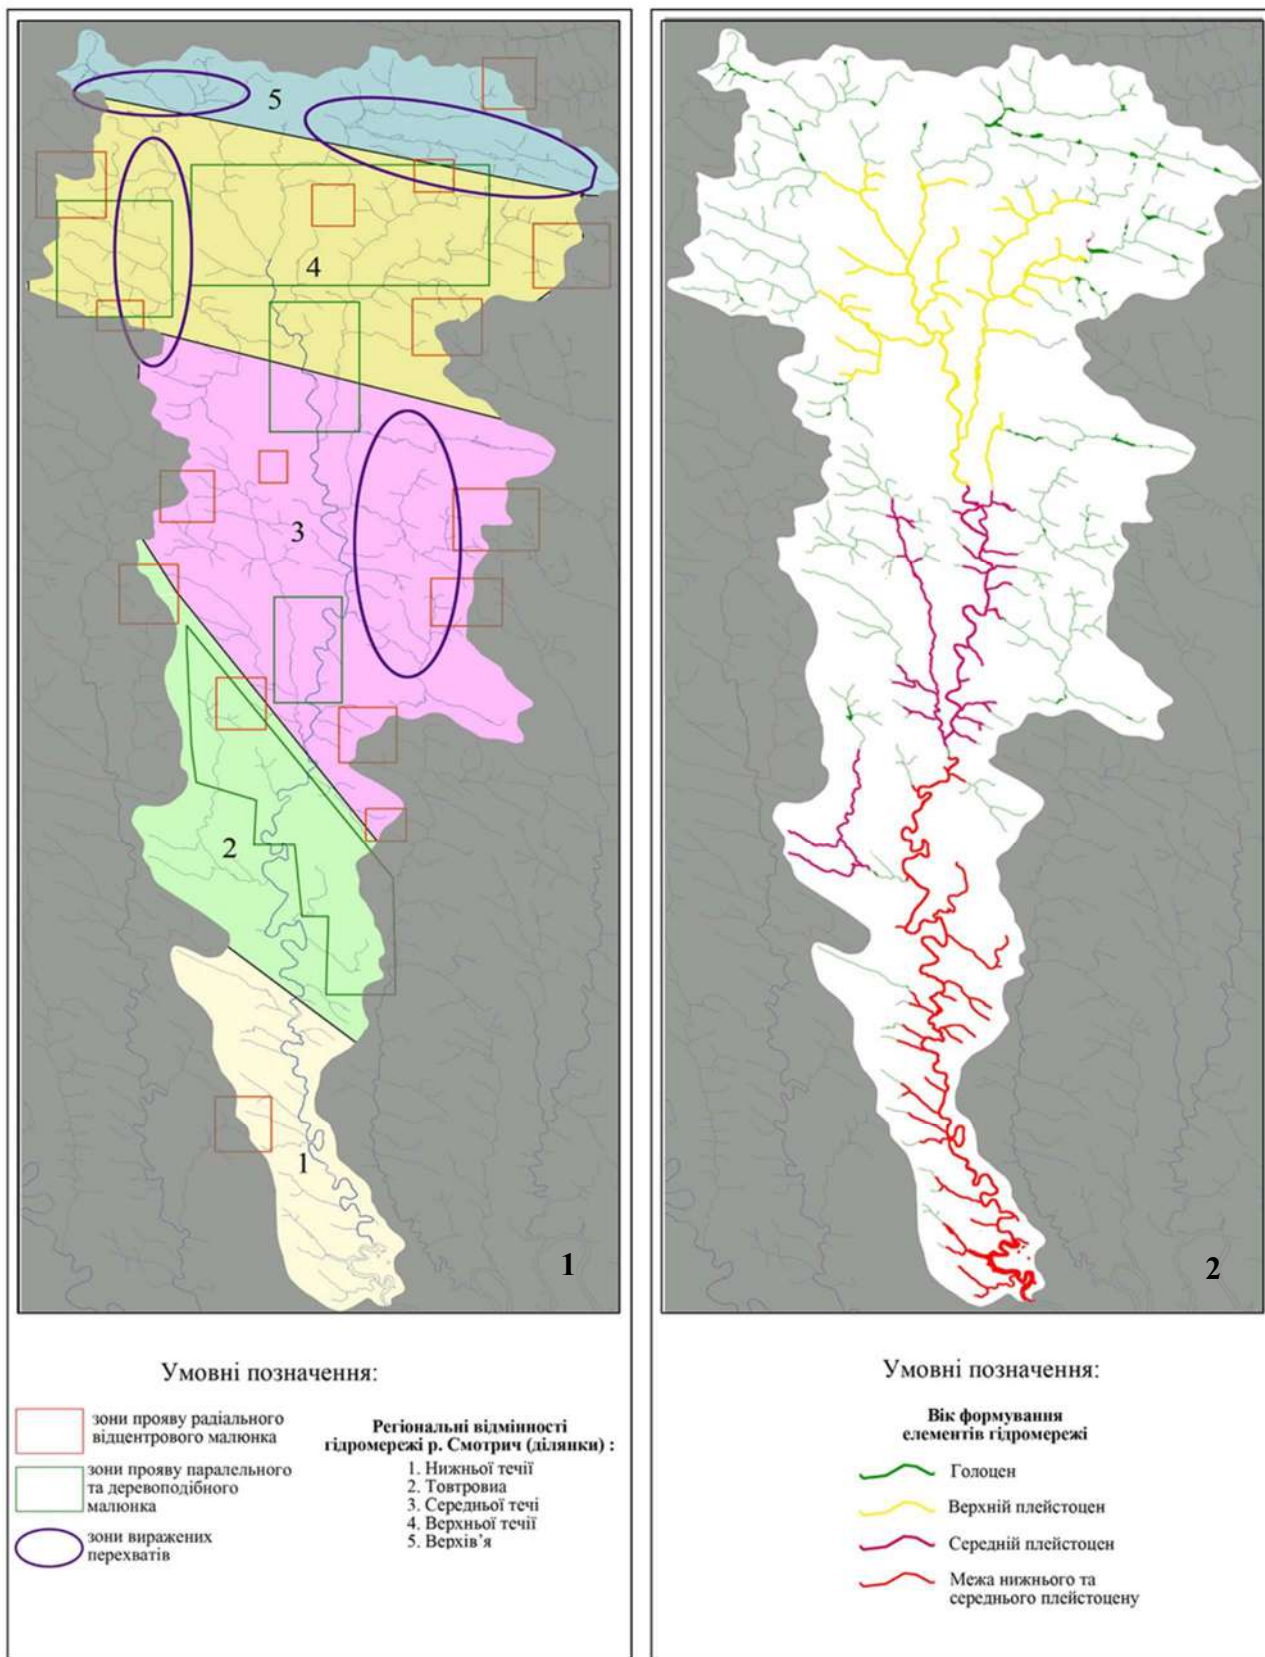 5
4
3
2
1
1
Умовні позначення:
зони прояву радіального
відцентрового малюнка
зони прояву паралельного
та деревоподібного
малюнка
зони виражених
перехватів
Регіональні відмінності
гідромережі р. Смотрич (ділянки) :
1. Нижньої течії
2. Товтровиа
3. Середньої течі
4. Верхньої течії
5. Верхів'я
2
Умовні позначення:
Вік формування
елементів гідромережі
Голоцен
Верхній плейстоцен
Середній плейстоцен
Межа нижнього та
середнього плейстоцену